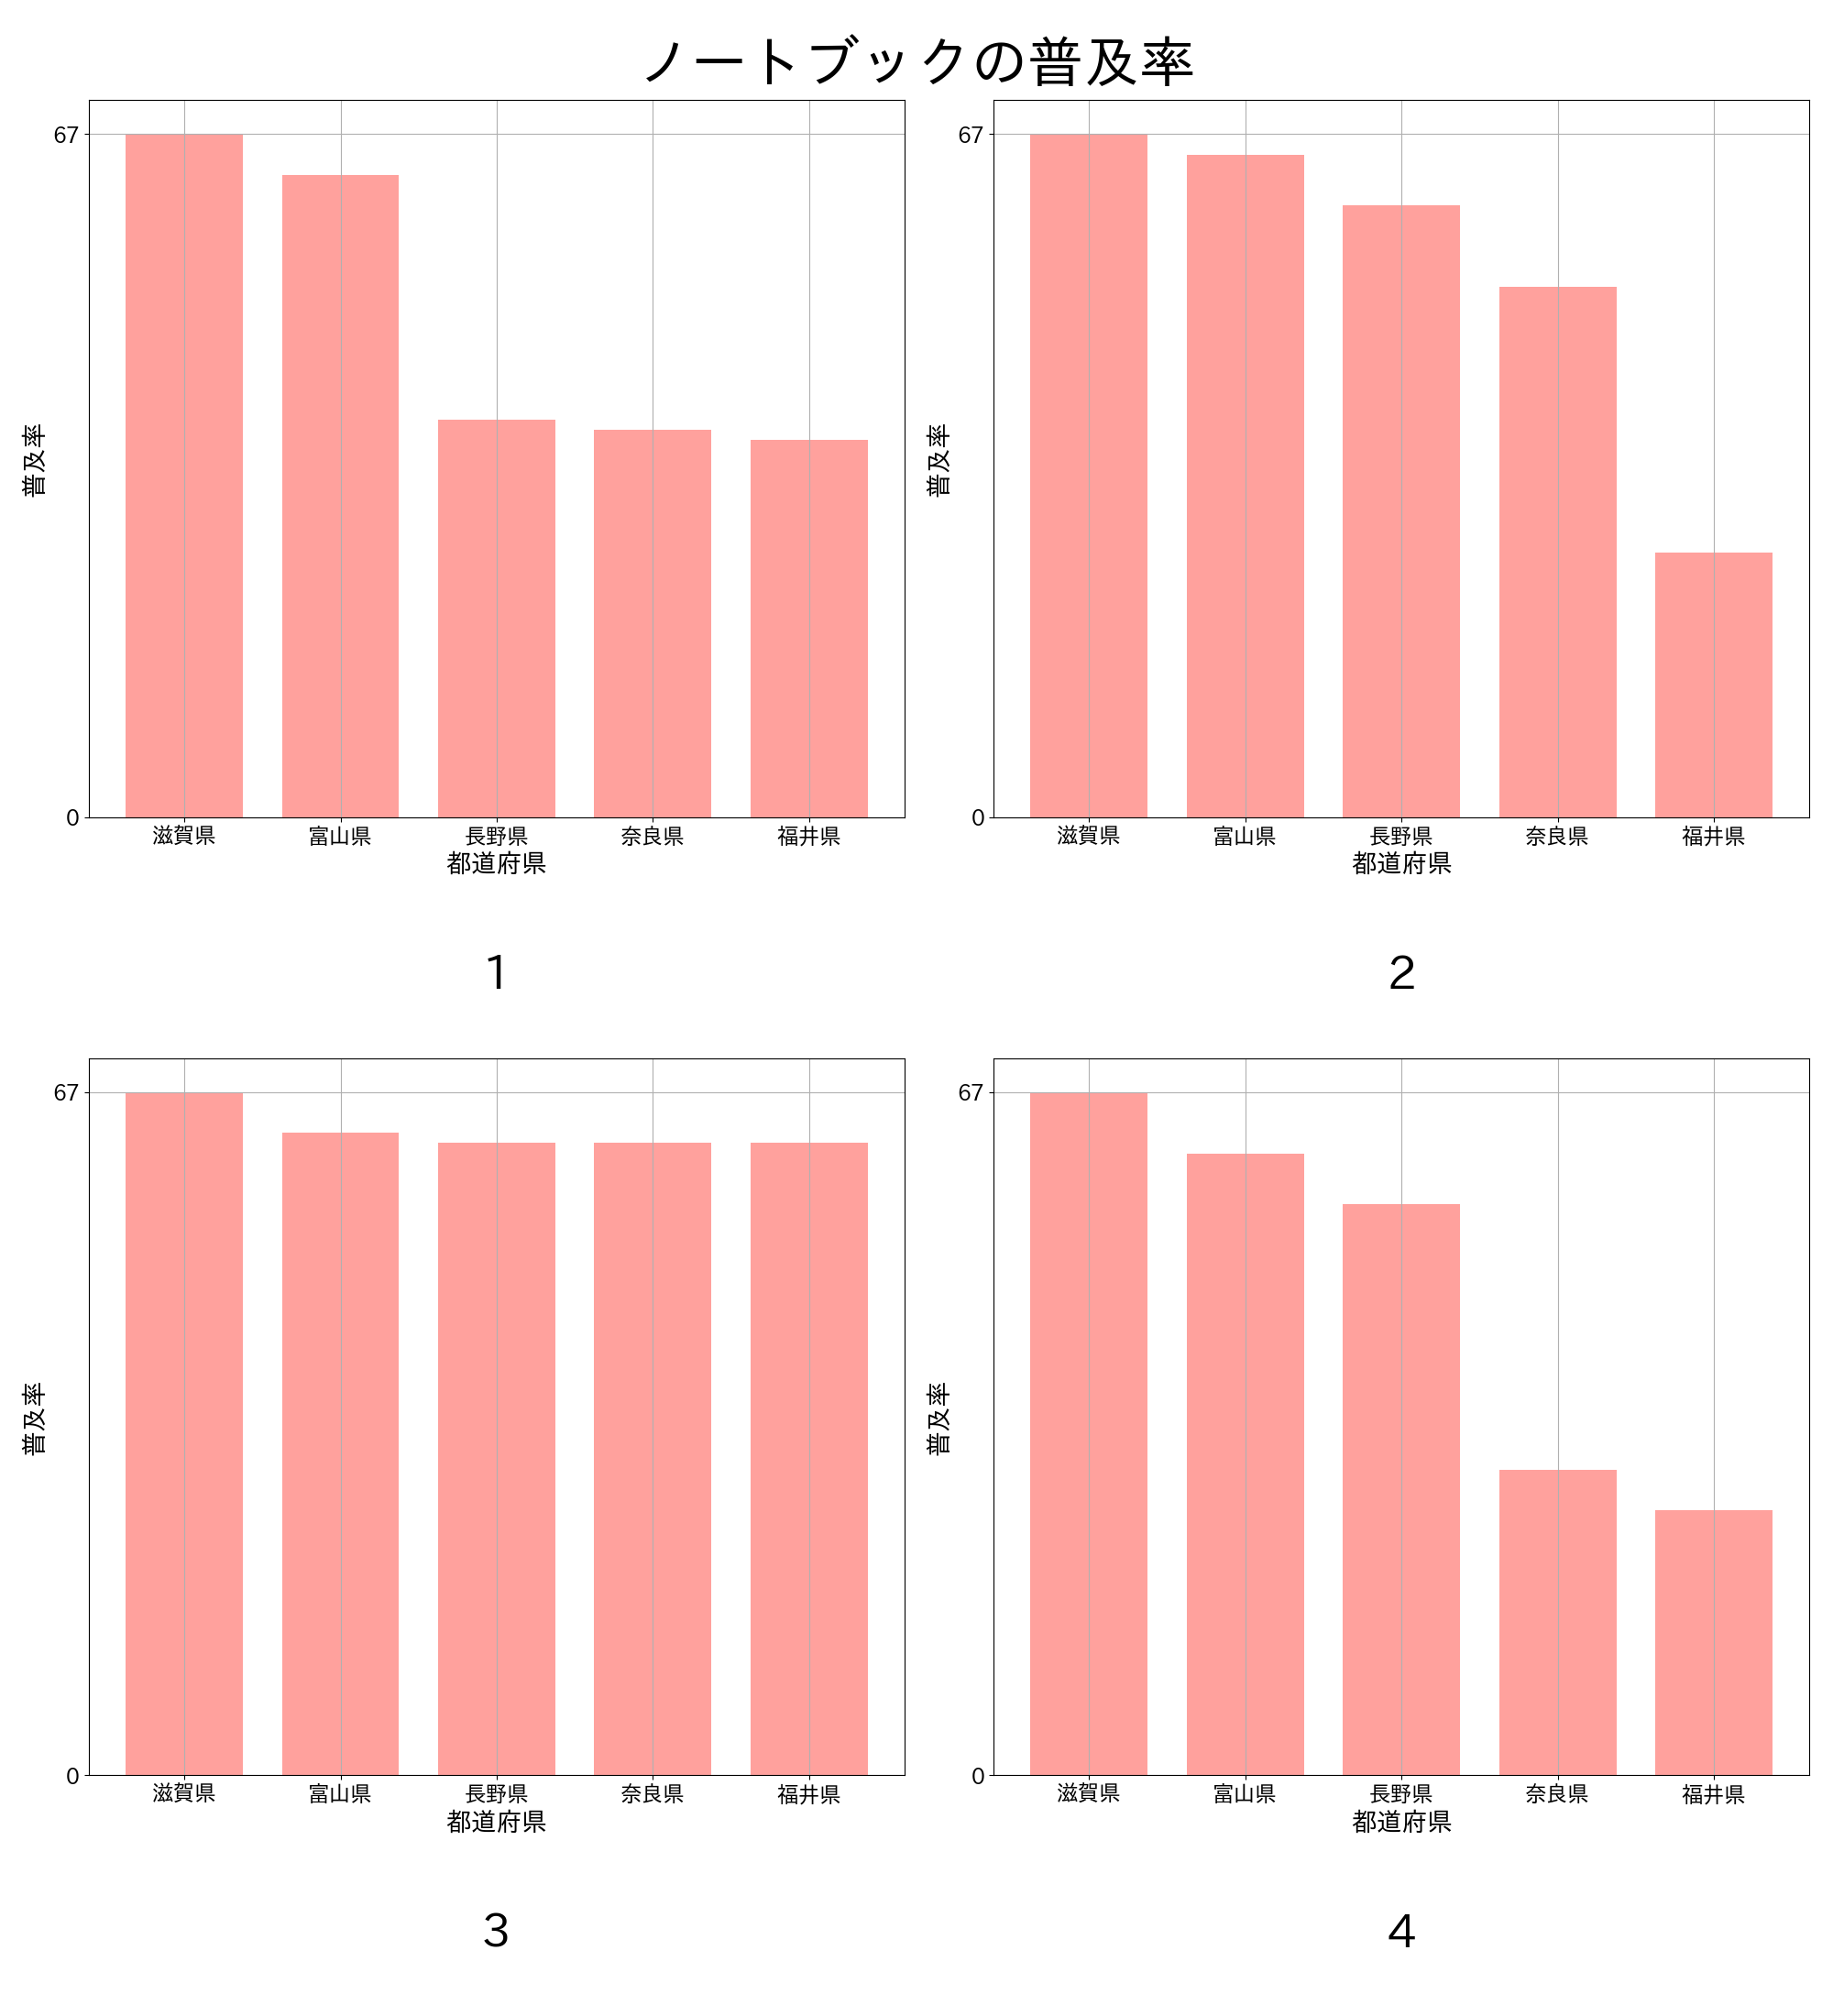 ノートブックの普及率
67
0
普及率
滋賀県 富山県 長野県 奈良県 福井県
都道府県
1
67
0
普及率
滋賀県 富山県 長野県 奈良県 福井県
都道府県
2
67
0
普及率
滋賀県 富山県 長野県 奈良県 福井県
都道府県
3
67
0
普及率
滋賀県 富山県 長野県 奈良県 福井県
都道府県
4